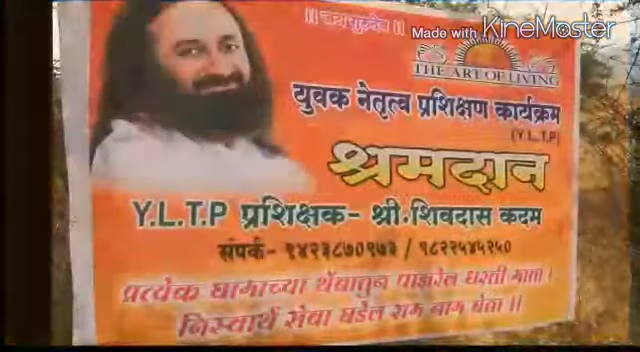 Made with KINEMASTER
|| जय गुरुदेव ||
THE ART OF LIVING
युवक नेतृत्व प्रशिक्षण कार्यक्रम
(Y.L.T.P)
श्रमदान
Y.L.T.P प्रशिक्षक- श्री.शिवदास कदम
संपर्क- ९४२३८७०९७३ / ९८२२५४५२५०
प्रत्येक घामाच्या थेंबातुन पाझरेल धरती माता |
निस्वार्थ सेवा घडेल राम नाम घेता ||